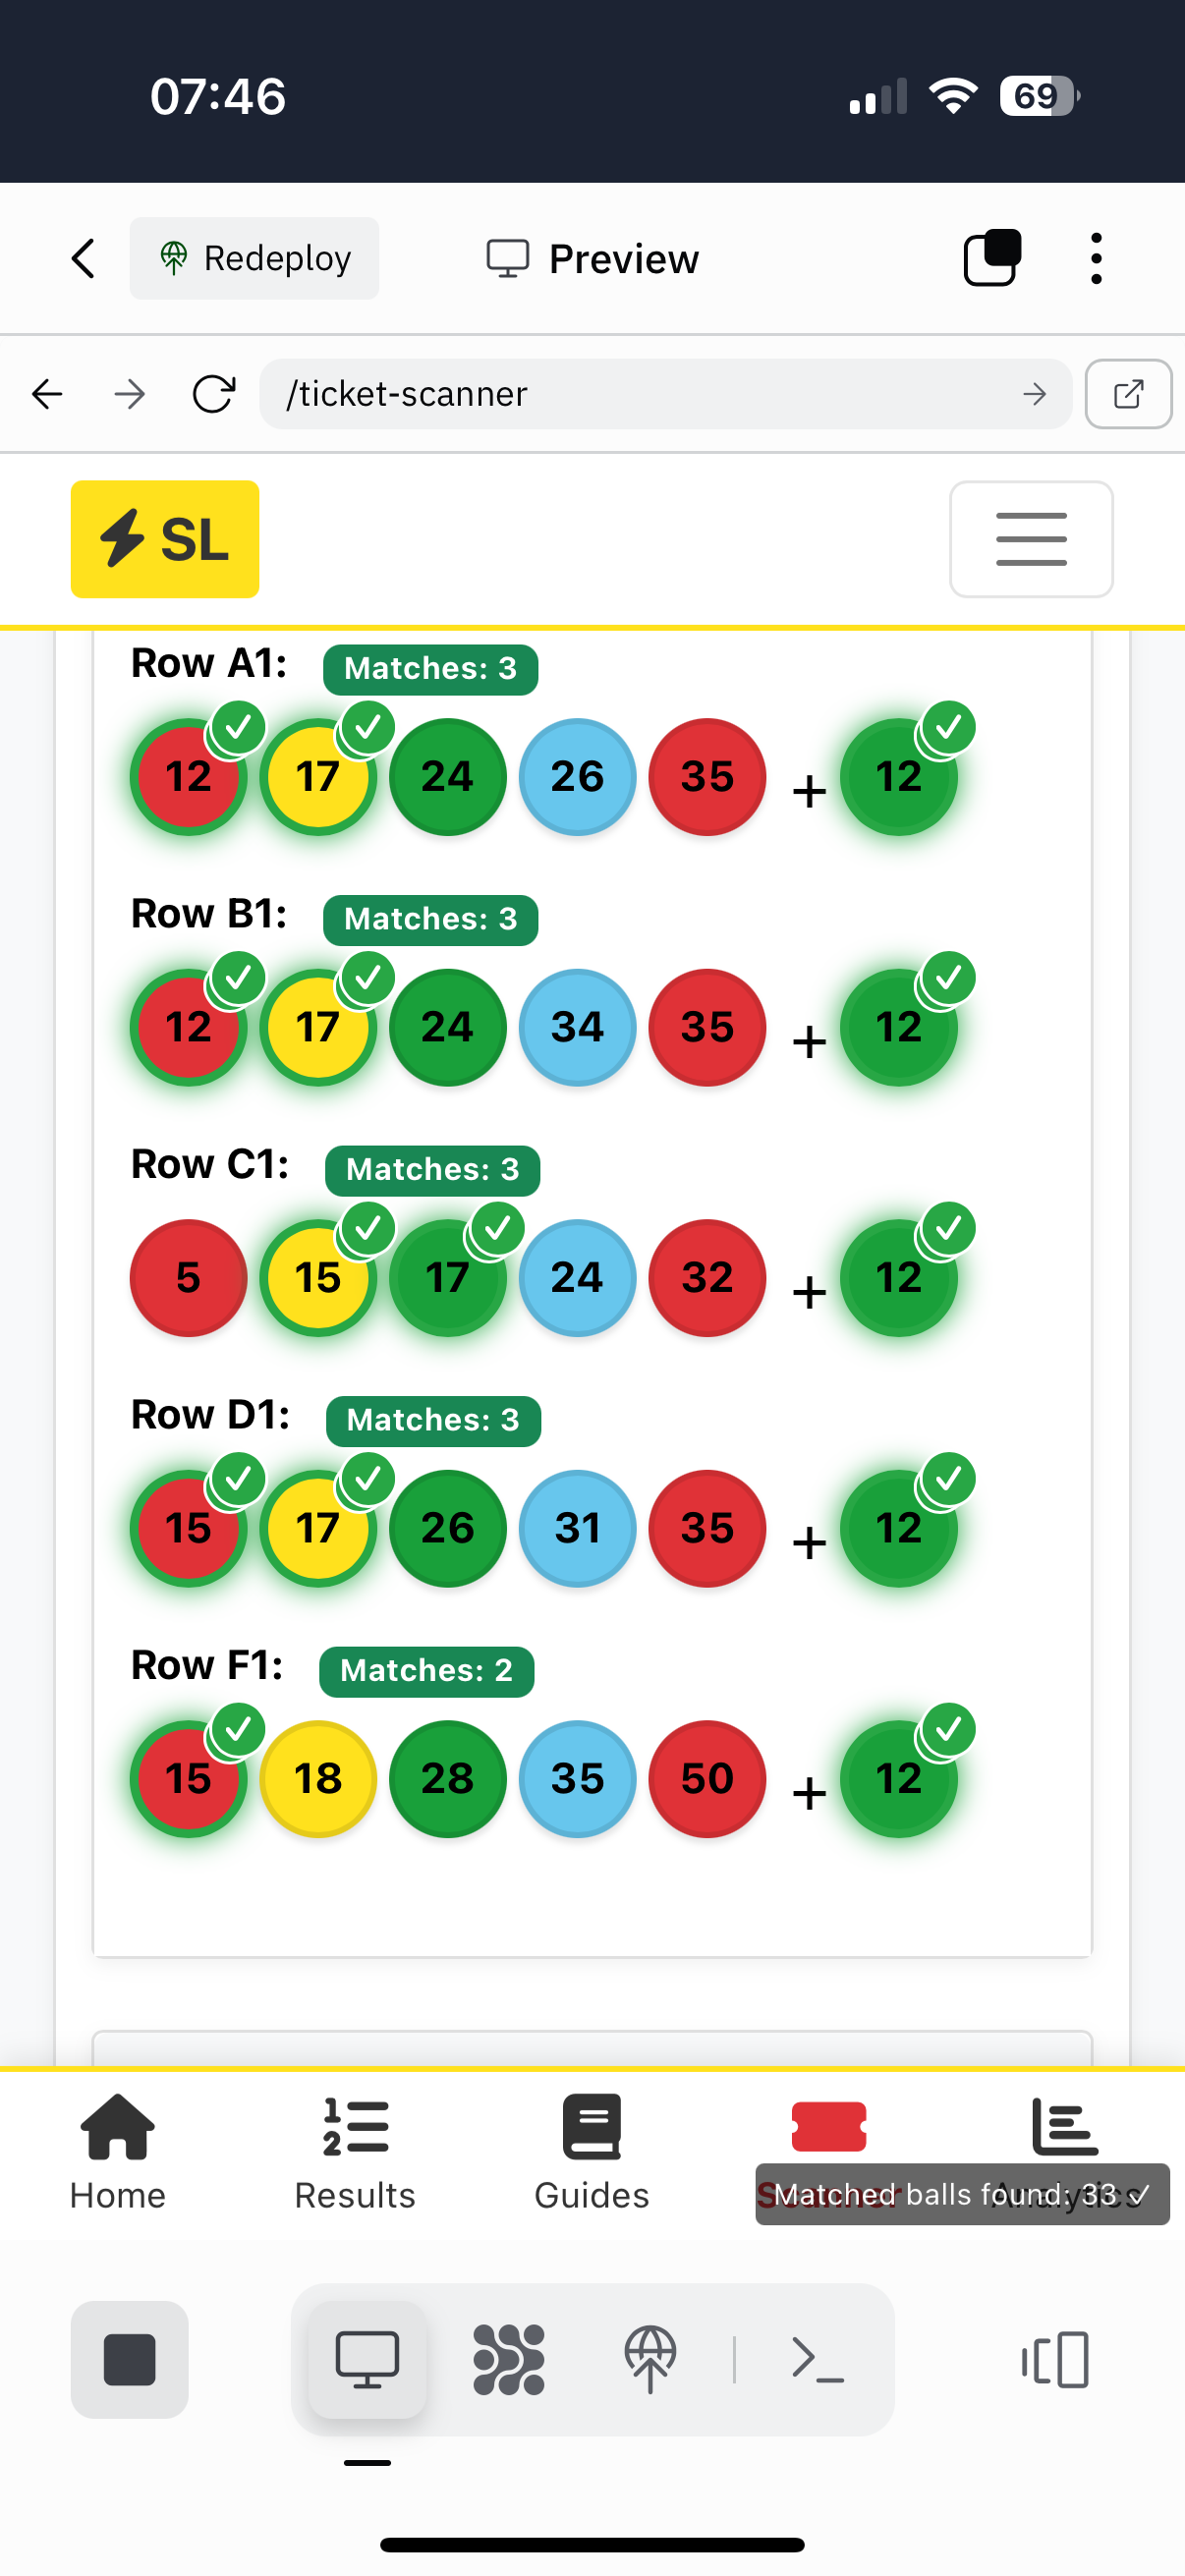 07:46
69
Redeploy
Preview
/ticket-scanner
SL
Row A1: Matches: 3
12 17 24 26 35 + 12
Row B1: Matches: 3
12 17 24 34 35 + 12
Row C1: Matches: 3
5 15 17 24 32 + 12
Row D1: Matches: 3
15 17 26 31 35 + 12
Row F1: Matches: 2
15 18 28 35 50 + 12
Home
Results
Guides
Scanner
Analytics
Matched balls found: 33 ✓